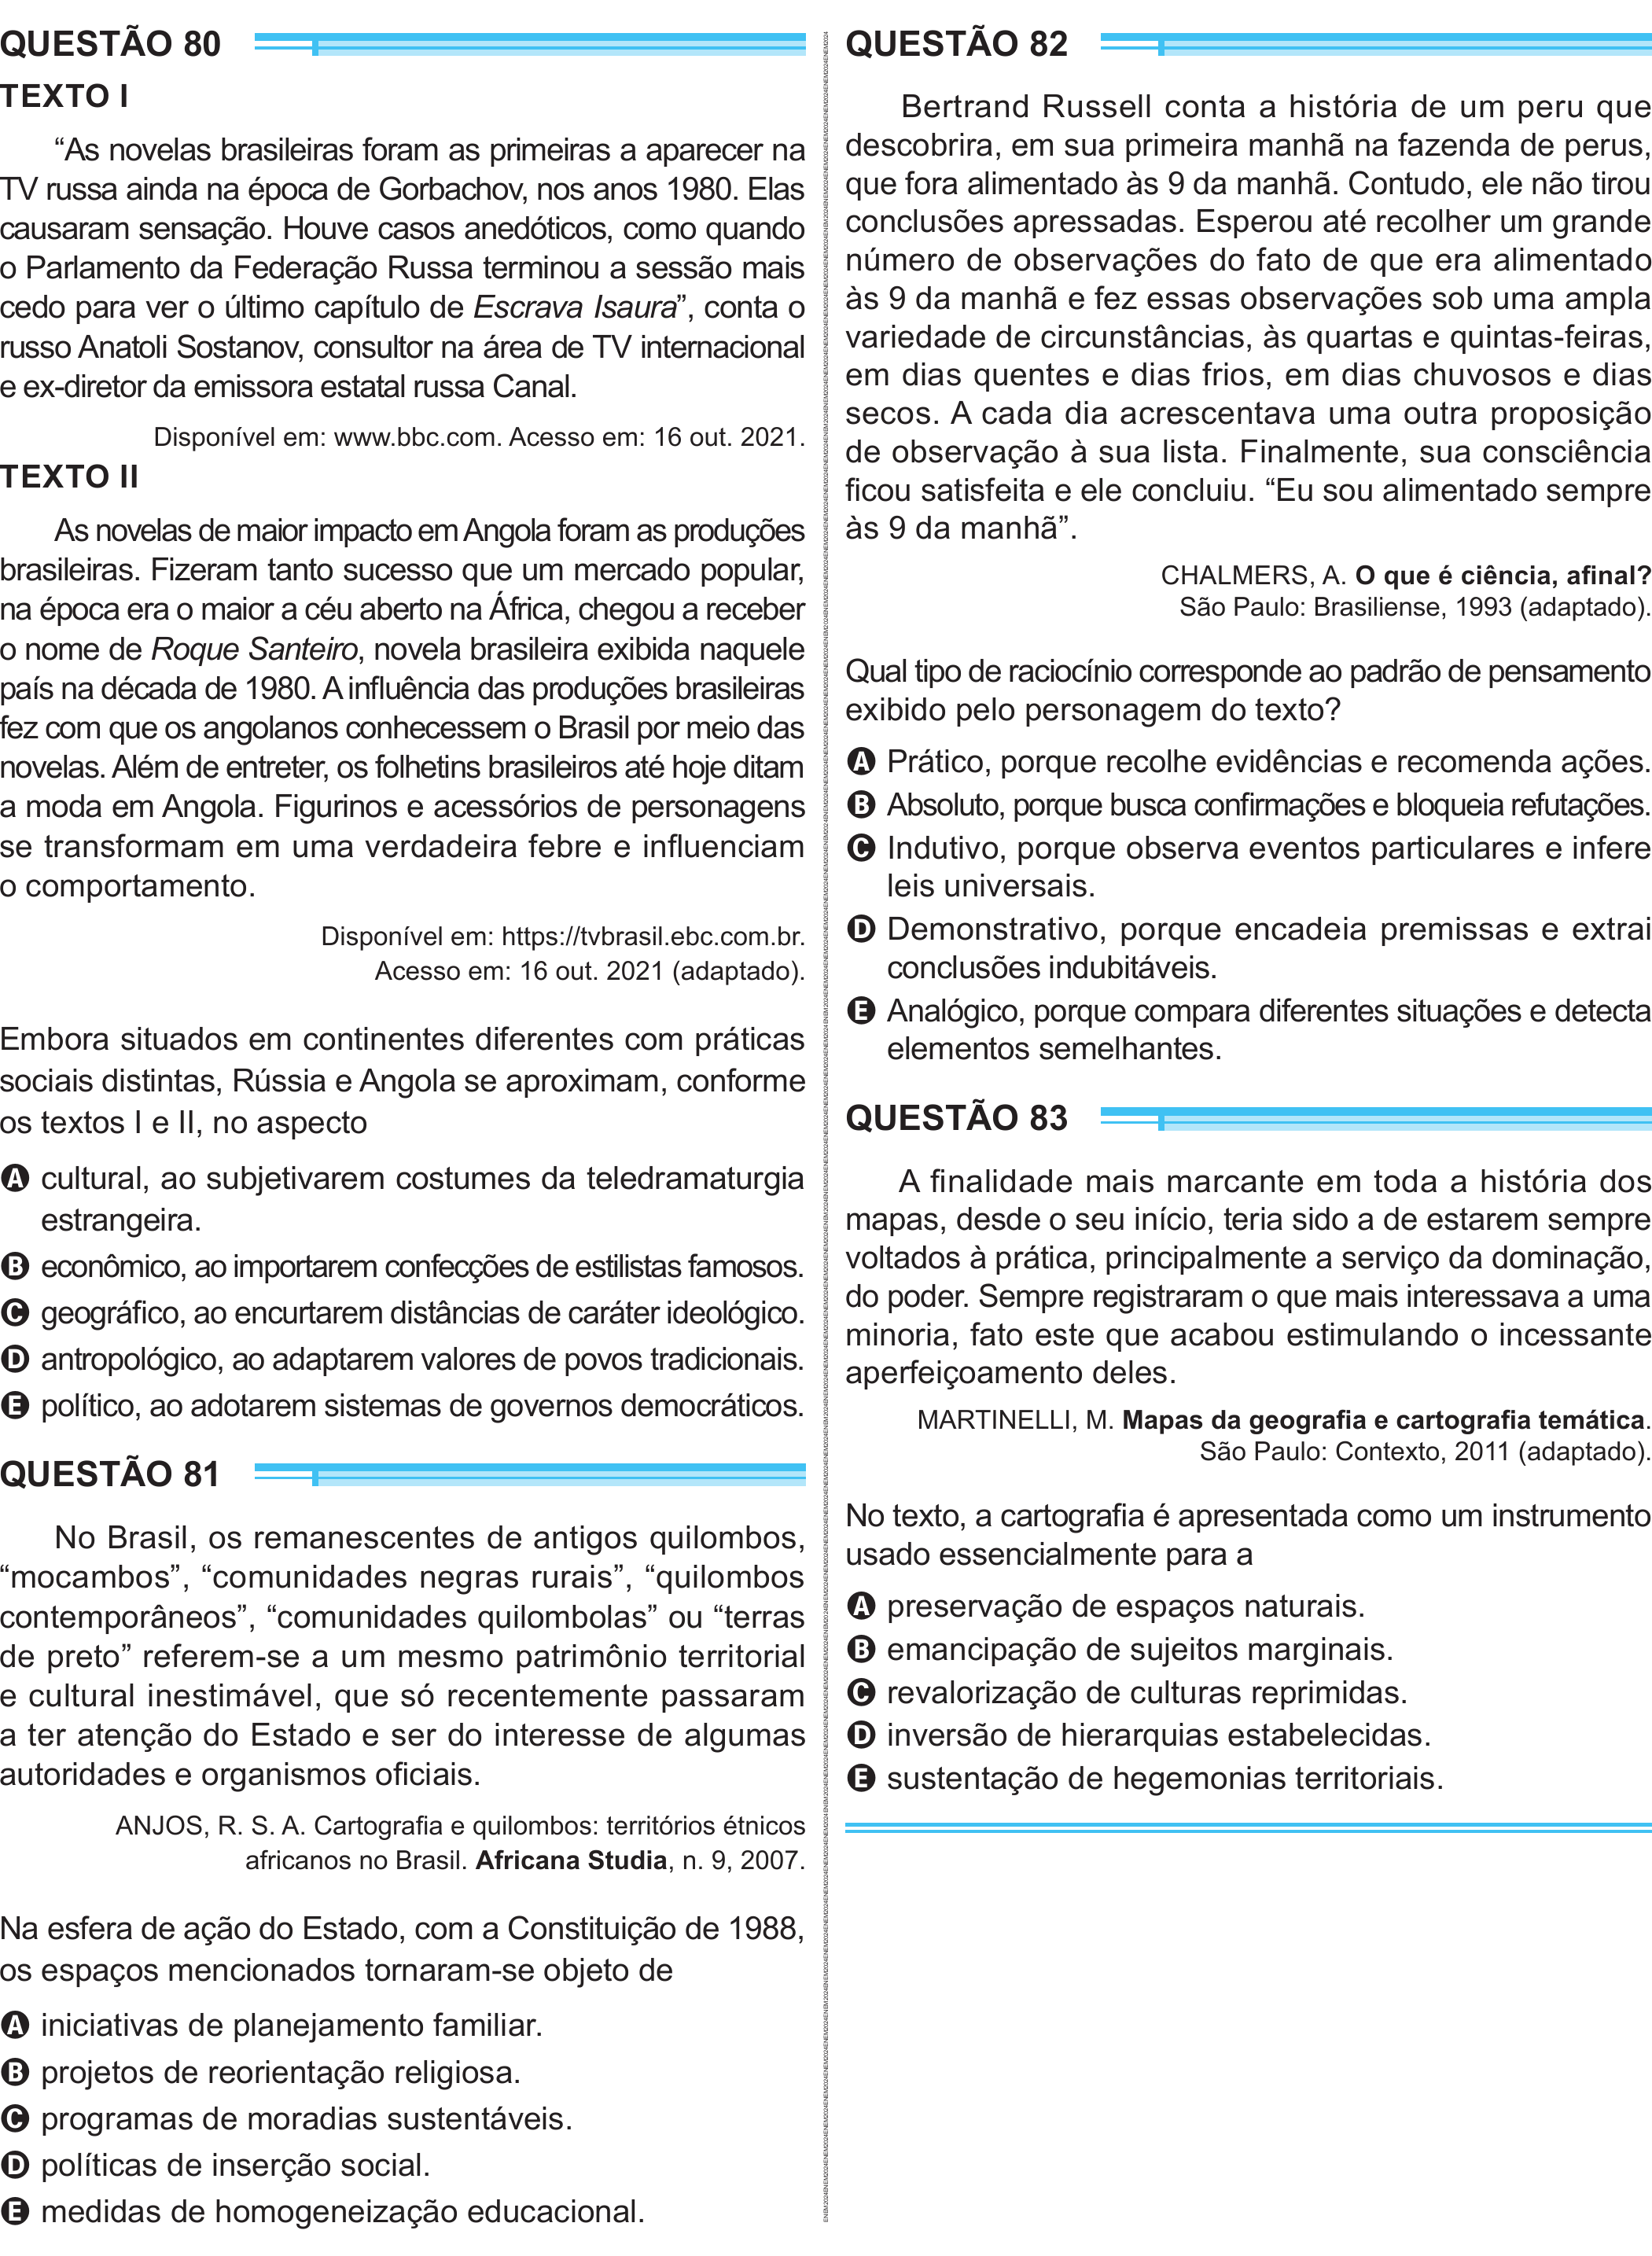 QUESTÃO 80
TEXTO I
“As novelas brasileiras foram as primeiras a aparecer na
TV russa ainda na época de Gorbachov, nos anos 1980. Elas
causaram sensação. Houve casos anedóticos, como quando
o Parlamento da Federação Russa terminou a sessão mais
cedo para ver o último capítulo de Escrava Isaura”, conta o
russo Anatoli Sostanov, consultor na área de TV internacional
e ex-diretor da emissora estatal russa Canal.
Disponível em: www.bbc.com. Acesso em: 16 out. 2021.
TEXTO II
As novelas de maior impacto em Angola foram as produções
brasileiras. Fizeram tanto sucesso que um mercado popular,
na época era o maior a céu aberto na África, chegou a receber
o nome de Roque Santeiro, novela brasileira exibida naquele
país na década de 1980. A influência das produções brasileiras
fez com que os angolanos conhecessem o Brasil por meio das
novelas. Além de entreter, os folhetins brasileiros até hoje ditam
a moda em Angola. Figurinos e acessórios de personagens
se transformam em uma verdadeira febre e influenciam
o comportamento.
Disponível em: https://tvbrasil.ebc.com.br.
Acesso em: 16 out. 2021 (adaptado).
Embora situados em continentes diferentes com práticas
sociais distintas, Rússia e Angola se aproximam, conforme
os textos I e II, no aspecto
A cultural, ao subjetivarem costumes da teledramaturgia
estrangeira.
B econômico, ao importarem confecções de estilistas famosos.
C geográfico, ao encurtarem distâncias de caráter ideológico.
D antropológico, ao adaptarem valores de povos tradicionais.
E político, ao adotarem sistemas de governos democráticos.
QUESTÃO 81
No Brasil, os remanescentes de antigos quilombos,
“mocambos”, “comunidades negras rurais”, “quilombos
contemporâneos”, “comunidades quilombolas” ou “terras
de preto” referem-se a um mesmo patrimônio territorial
e cultural inestimável, que só recentemente passaram
a ter atenção do Estado e ser do interesse de algumas
autoridades e organismos oficiais.
ANJOS, R. S. A. Cartografia e quilombos: territórios étnicos
africanos no Brasil. Africana Studia, n. 9, 2007.
Na esfera de ação do Estado, com a Constituição de 1988,
os espaços mencionados tornaram-se objeto de
A iniciativas de planejamento familiar.
B projetos de reorientação religiosa.
C programas de moradias sustentáveis.
D políticas de inserção social.
E medidas de homogeneização educacional.
QUESTÃO 82
Bertrand Russell conta a história de um peru que
descobrira, em sua primeira manhã na fazenda de perus,
que fora alimentado às 9 da manhã. Contudo, ele não tirou
conclusões apressadas. Esperou até recolher um grande
número de observações do fato de que era alimentado
às 9 da manhã e fez essas observações sob uma ampla
variedade de circunstâncias, às quartas e quintas-feiras,
em dias quentes e dias frios, em dias chuvosos e dias
secos. A cada dia acrescentava uma outra proposição
de observação à sua lista. Finalmente, sua consciência
ficou satisfeita e ele concluiu. “Eu sou alimentado sempre
às 9 da manhã”.
CHALMERS, A. O que é ciência, afinal?
São Paulo: Brasiliense, 1993 (adaptado).
Qual tipo de raciocínio corresponde ao padrão de pensamento
exibido pelo personagem do texto?
A Prático, porque recolhe evidências e recomenda ações.
B Absoluto, porque busca confirmações e bloqueia refutações.
C Indutivo, porque observa eventos particulares e infere
leis universais.
D Demonstrativo, porque encadeia premissas e extrai
conclusões indubitáveis.
E Analógico, porque compara diferentes situações e detecta
elementos semelhantes.
QUESTÃO 83
A finalidade mais marcante em toda a história dos
mapas, desde o seu início, teria sido a de estarem sempre
voltados à prática, principalmente a serviço da dominação,
do poder. Sempre registraram o que mais interessava a uma
minoria, fato este que acabou estimulando o incessante
aperfeiçoamento deles.
MARTINELLI, M. Mapas da geografia e cartografia temática.
São Paulo: Contexto, 2011 (adaptado).
No texto, a cartografia é apresentada como um instrumento
usado essencialmente para a
A preservação de espaços naturais.
B emancipação de sujeitos marginais.
C revalorização de culturas reprimidas.
D inversão de hierarquias estabelecidas.
E sustentação de hegemonias territoriais.